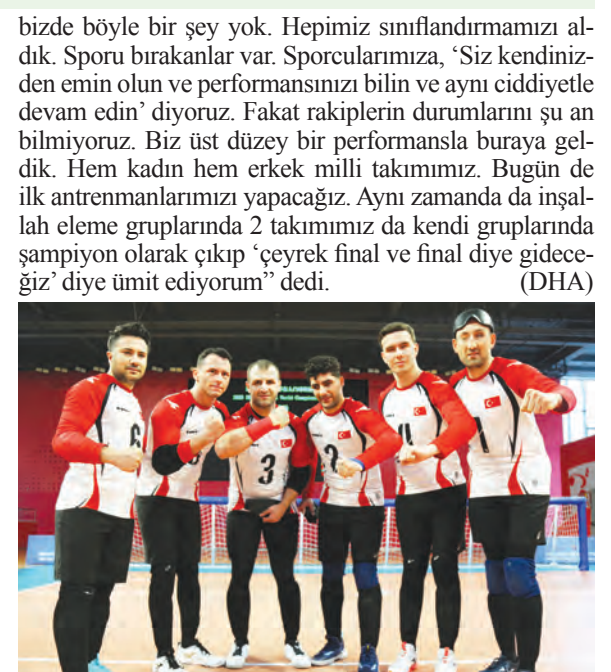 bizde böyle bir şey yok. Hepimiz sınıflandırmamızı al-
dık. Sporu bırakanlar var. Sporcularımıza, ‘Siz kendiniz-
den emin olun ve performansınızı bilin ve aynı ciddiyetle
devam edin’ diyoruz. Fakat rakiplerin durumlarını şu an
bilmiyoruz. Biz üst düzey bir performansla buraya gel-
dik. Hem kadın hem erkek milli takımımız. Bugün de
ilk antrenmanlarımızı yapacağız. Aynı zamanda da inşal-
lah eleme gruplarında 2 takımımız da kendi gruplarında
şampiyon olarak çıkıp ‘çeyrek final ve final diye gidece-
ğiz’ diye ümit ediyorum” dedi. (DHA)
6
3
2
1